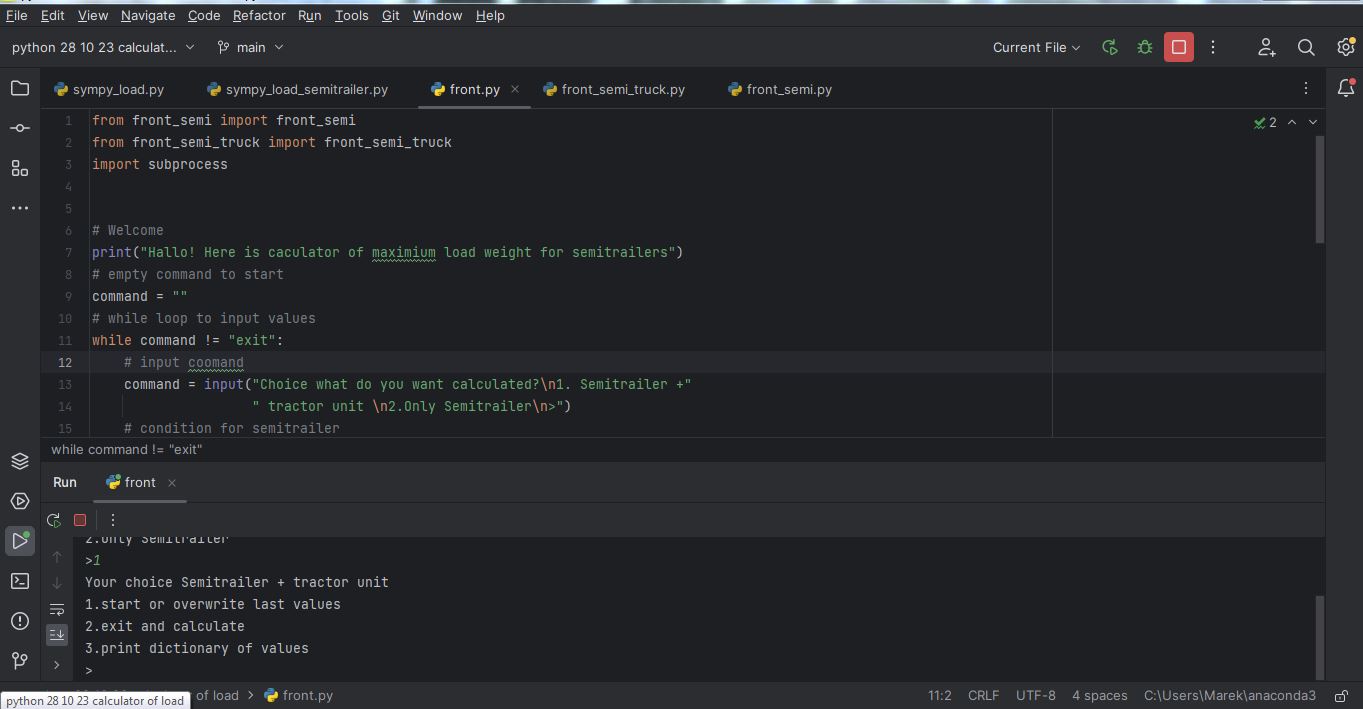 File Edit View Navigate Code Refactor Run Tools Git Window Help
python 28 10 23 calculat... main Current File
sympy_load.py sympy_load_semitrailer.py front.py front_semi_truck.py front_semi.py
1 from front_semi import front_semi
2 from front_semi_truck import front_semi_truck
3 import subprocess
4
5
6 # Welcome
7 print("Hallo! Here is caculator of maximium load weight for semitrailers")
8 # empty command to start
9 command = ""
10 # while loop to input values
11 while command != "exit":
12 # input coomand
13 command = input("Choice what do you want calculated?\n1. Semitrailer +"
14 " tractor unit \n2.Only Semitrailer\n>")
15 # condition for semitrailer
2
while command != "exit"
Run front
2.Only Semitrailer
>1
Your choice Semitrailer + tractor unit
1.start or overwrite last values
2.exit and calculate
3.print dictionary of values
>
of load > front.py 11:2 CRLF UTF-8 4 spaces C:\Users\Marek\anaconda3
python 28 10 23 calculator of load